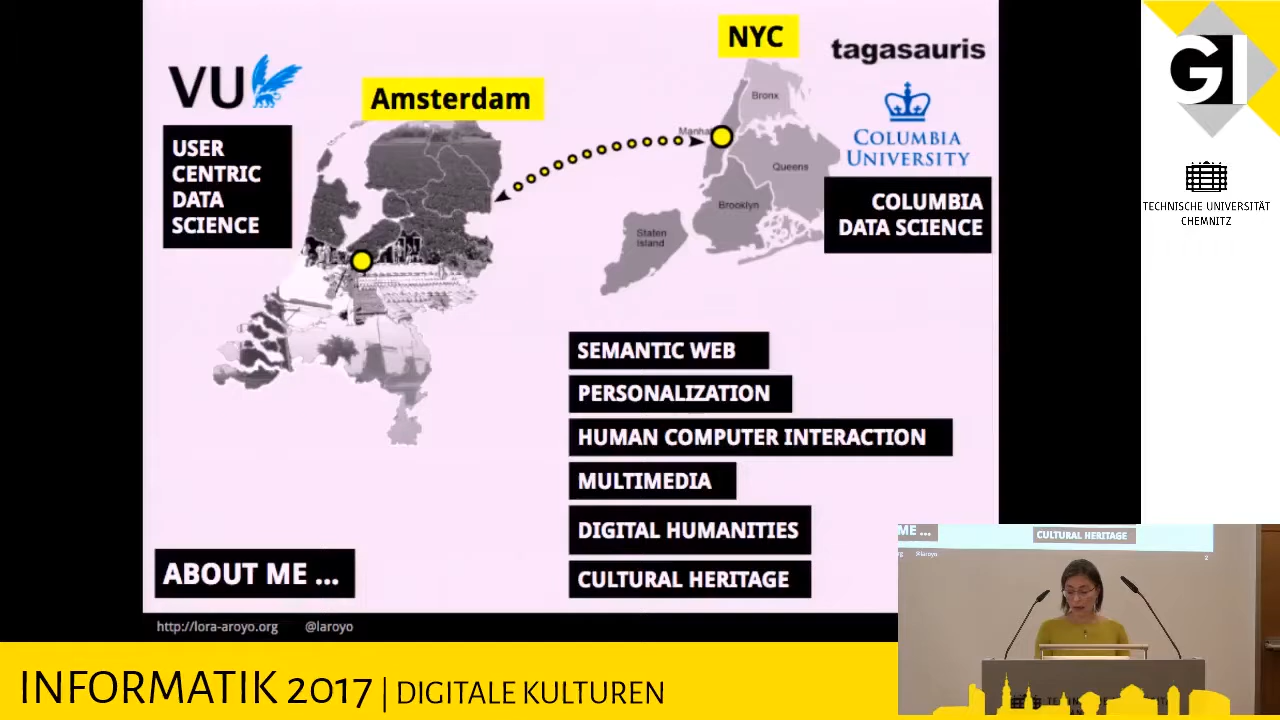 NYC
tagasauris
VU
Amsterdam
Bronx
COLUMBIA
UNIVERSITY
USER
CENTRIC
DATA
SCIENCE
Queens
Brooklyn
Staten
Island
COLUMBIA
DATA SCIENCE
SEMANTIC WEB
PERSONALIZATION
HUMAN COMPUTER INTERACTION
MULTIMEDIA
DIGITAL HUMANITIES
CULTURAL HERITAGE
ABOUT ME ...
http://lora-aroyo.org @laroyo
GI
TECHNISCHE UNIVERSITÄT
CHEMNITZ
ME ...
CULTURAL HERITAGE
@laroyo
INFORMATIK 2017 | DIGITALE KULTUREN